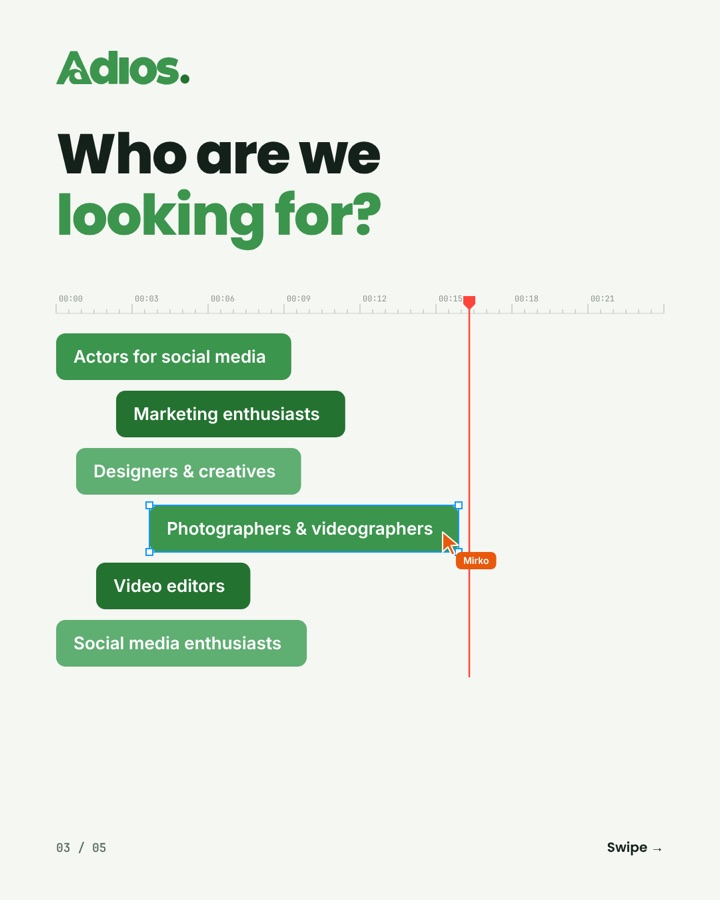 Adıos.
Who are we
looking for?
00:00 00:03 00:06 00:09 00:12 00:15 00:18 00:21
Actors for social media
Marketing enthusiasts
Designers & creatives
Photographers & videographers
Mirko
Video editors
Social media enthusiasts
03 / 05
Swipe →